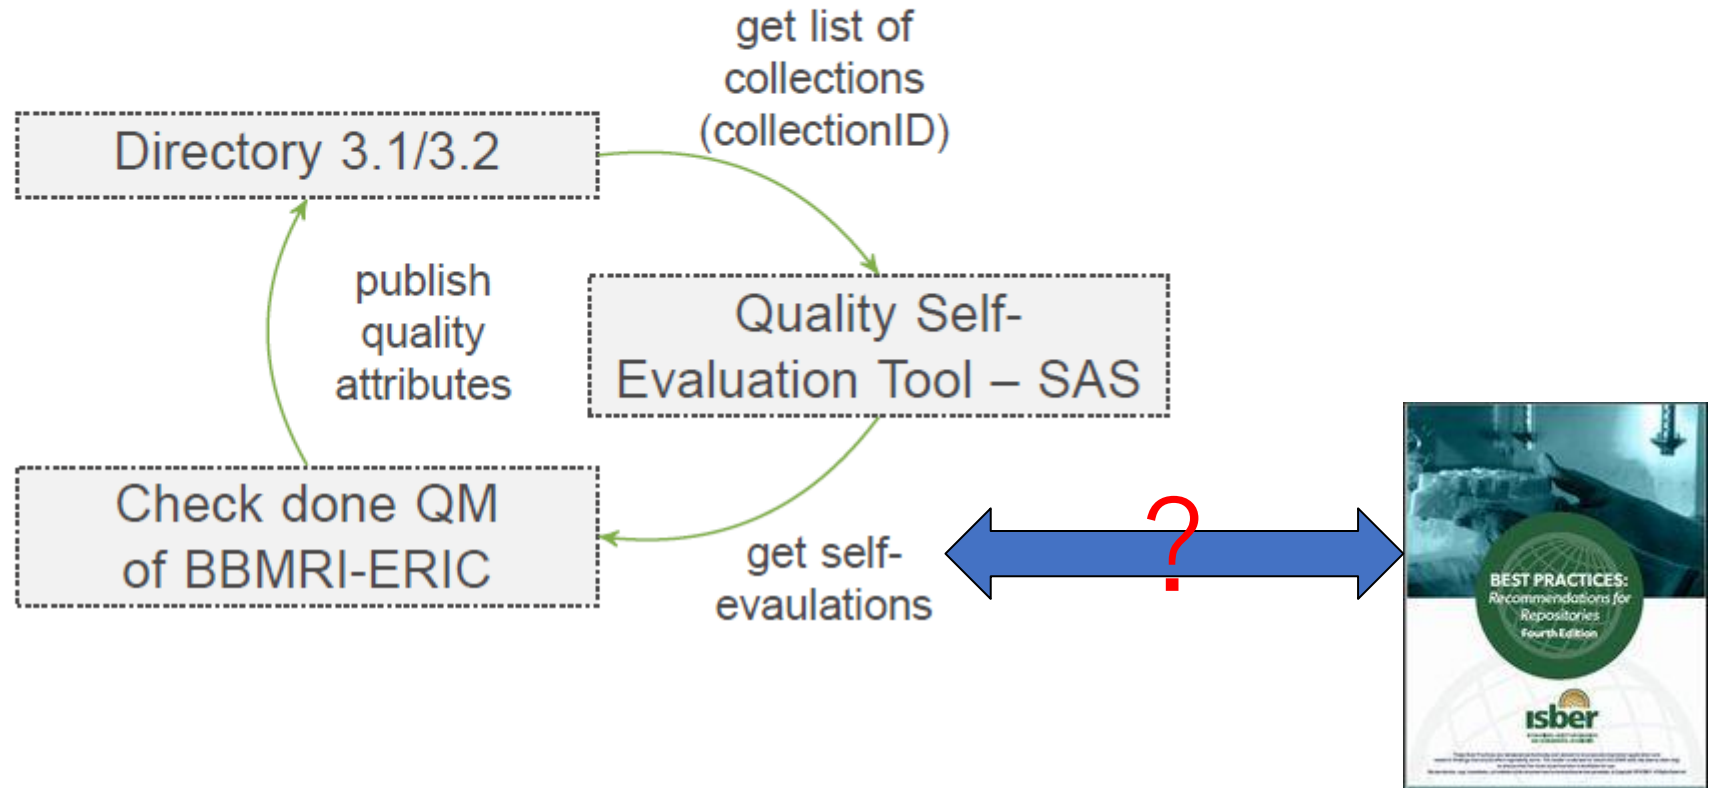 get list of
collections
(collectionID)
Directory 3.1/3.2
publish
quality
attributes
Quality Self-
Evaluation Tool – SAS
Check done QM
of BBMRI-ERIC
get self-
evaulations
?
BEST PRACTICES:
Recommendations for
Repositories
Fourth Edition
isber